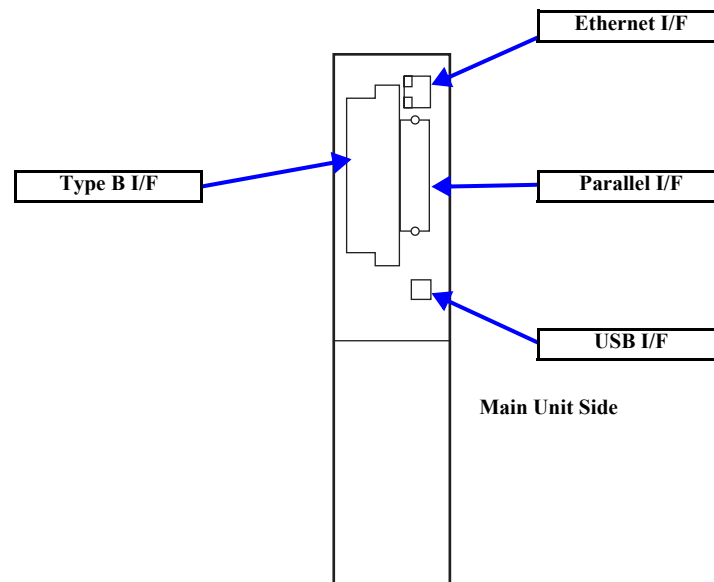 Ethernet I/F
Type B I/F
Parallel I/F
USB I/F
Main Unit Side